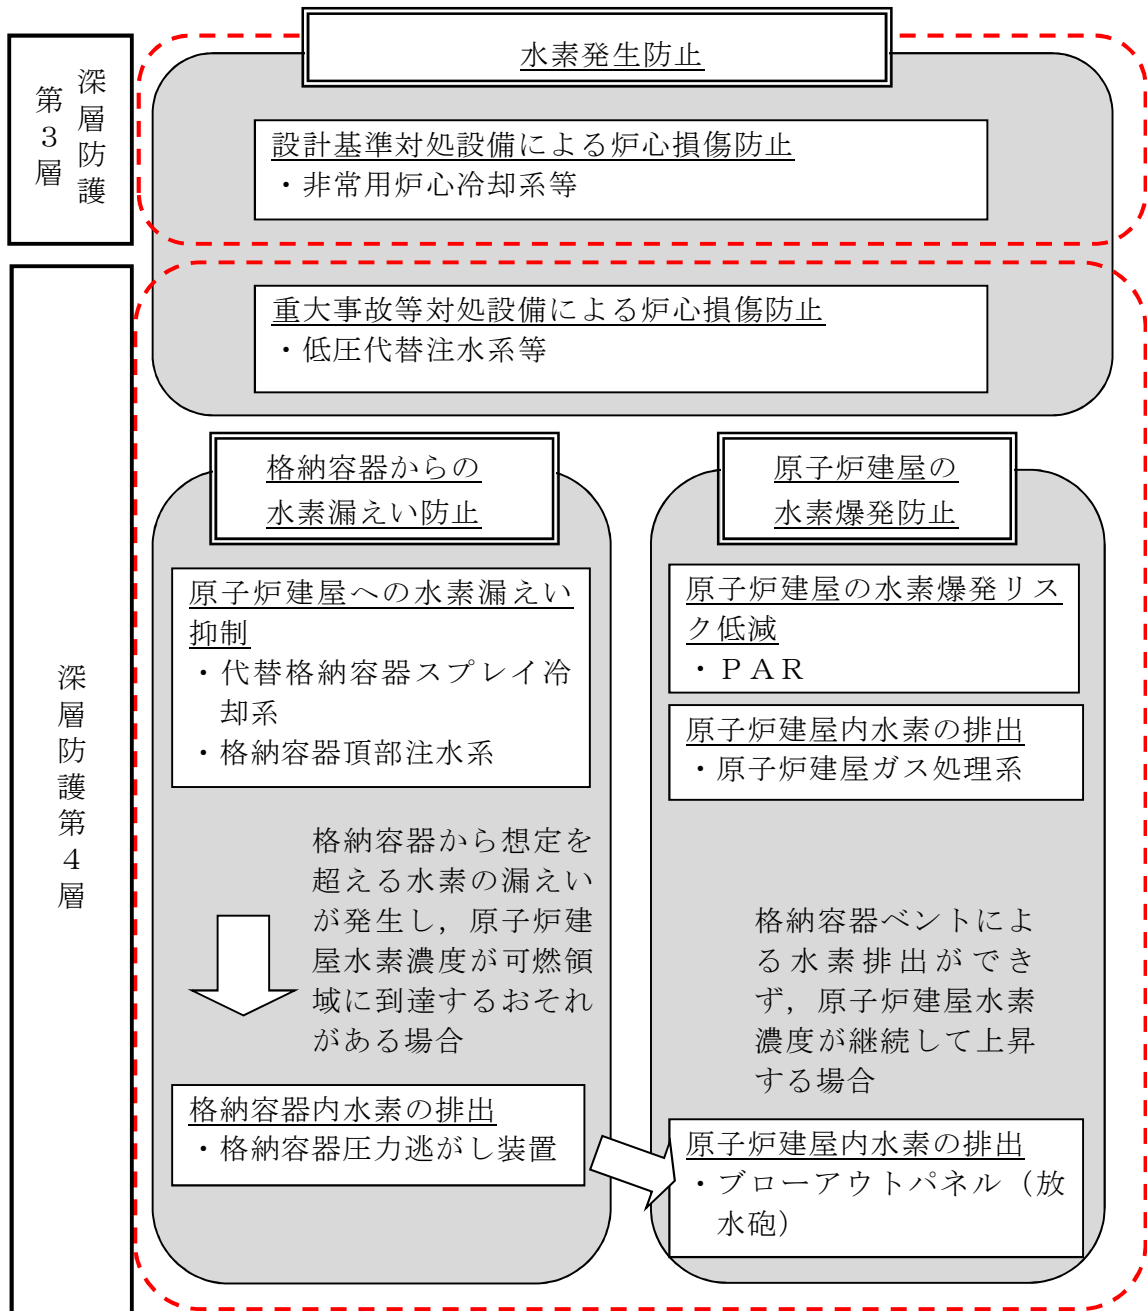 深層防護
第３層
水素発生防止
設計基準対処設備による炉心損傷防止
・非常用炉心冷却系等
深層防護第４層
重大事故等対処設備による炉心損傷防止
・低圧代替注水系等
格納容器からの
水素漏えい防止
原子炉建屋への水素漏えい
抑制
・代替格納容器スプレイ冷
却系
・格納容器頂部注水系
格納容器から想定を
超える水素の漏えい
が発生し，原子炉建
屋水素濃度が可燃領
域に到達するおそれ
がある場合
格納容器内水素の排出
・格納容器圧力逃がし装置
原子炉建屋の
水素爆発防止
原子炉建屋の水素爆発リス
ク低減
・ＰＡＲ
原子炉建屋内水素の排出
・原子炉建屋ガス処理系
格納容器ベントによ
る水素排出ができ
ず，原子炉建屋水素
濃度が継続して上昇
する場合
原子炉建屋内水素の排出
・ブローアウトパネル（放
水砲）